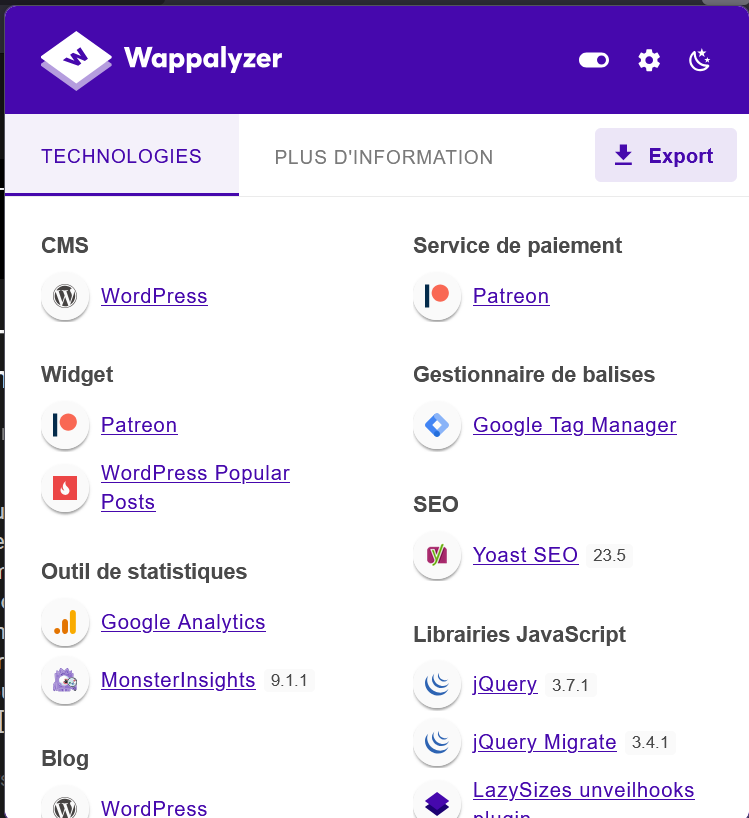 Wappalyzer
TECHNOLOGIES
PLUS D'INFORMATION
Export
CMS
WordPress
Widget
Patreon
WordPress Popular
Posts
Outil de statistiques
Google Analytics
MonsterInsights 9.1.1
Blog
WordPress
Service de paiement
Patreon
Gestionnaire de balises
Google Tag Manager
SEO
Yoast SEO 23.5
Librairies JavaScript
jQuery 3.7.1
jQuery Migrate 3.4.1
LazySizes unveilhooks
plugin